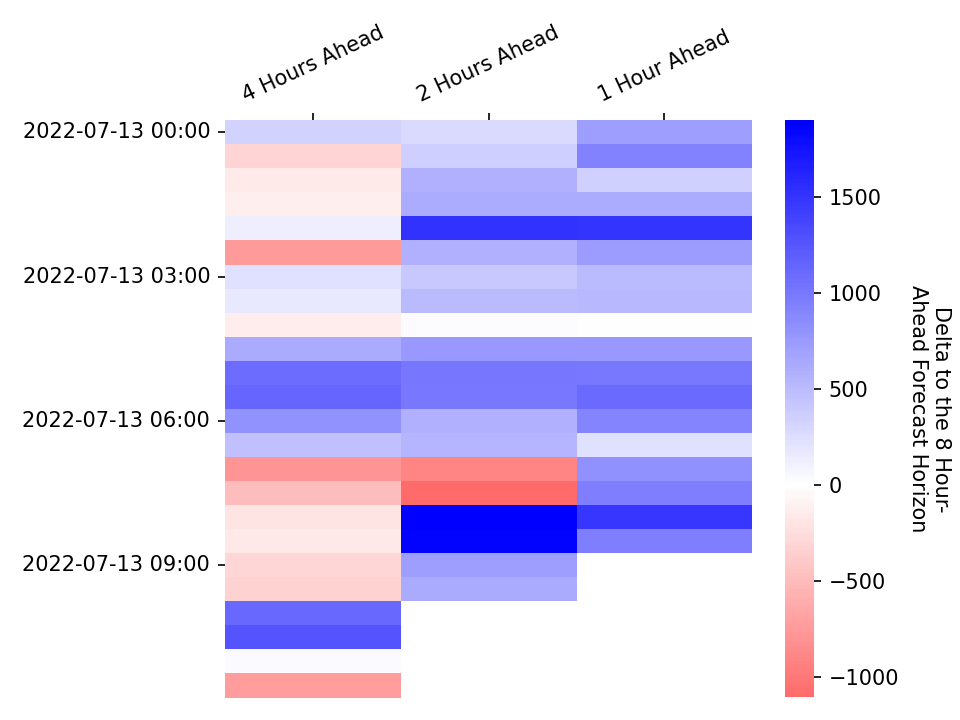 4 Hours Ahead
2 Hours Ahead
1 Hour Ahead
2022-07-13 00:00
2022-07-13 03:00
2022-07-13 06:00
2022-07-13 09:00
1500
1000
500
0
−500
−1000
Delta to the 8 Hour-
Ahead Forecast Horizon